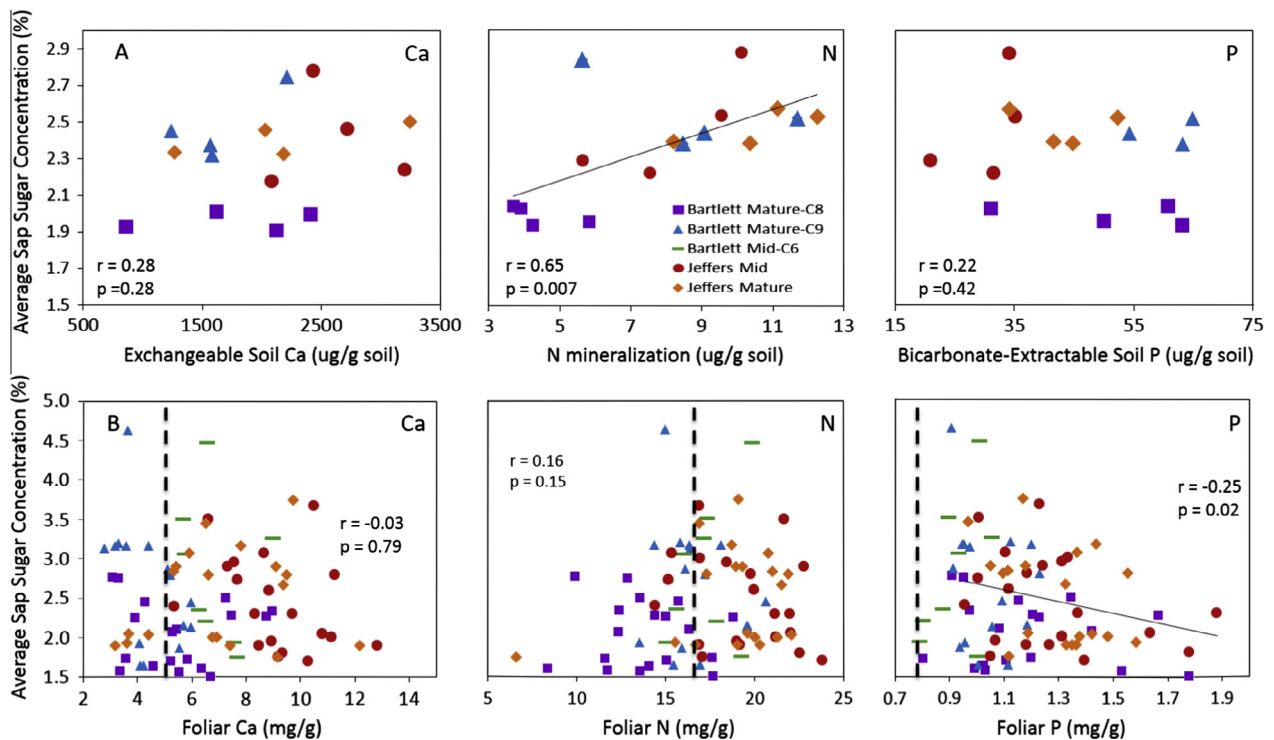 Average Sap Sugar Concentration (%)
2.9
2.7
2.5
2.3
2.1
1.9
1.7
1.5
A
Ca
r = 0.28
p =0.28
500
1500
2500
3500
Exchangeable Soil Ca (ug/g soil)
N
Bartlett Mature-C8
Bartlett Mature-C9
Bartlett Mid-C6
Jeffers Mid
Jeffers Mature
r = 0.65
p = 0.007
3
5
7
9
11
13
N mineralization (ug/g soil)
P
r = 0.22
p =0.42
15
35
55
75
Bicarbonate-Extractable Soil P (ug/g soil)
Average Sap Sugar Concentration (%)
5.0
4.5
4.0
3.5
3.0
2.5
2.0
1.5
B
Ca
r = -0.03
p = 0.79
2
4
6
8
10
12
14
Foliar Ca (mg/g)
N
r = 0.16
p = 0.15
5
10
15
20
25
Foliar N (mg/g)
P
r = -0.25
p = 0.02
0.7
0.9
1.1
1.3
1.5
1.7
1.9
Foliar P (mg/g)